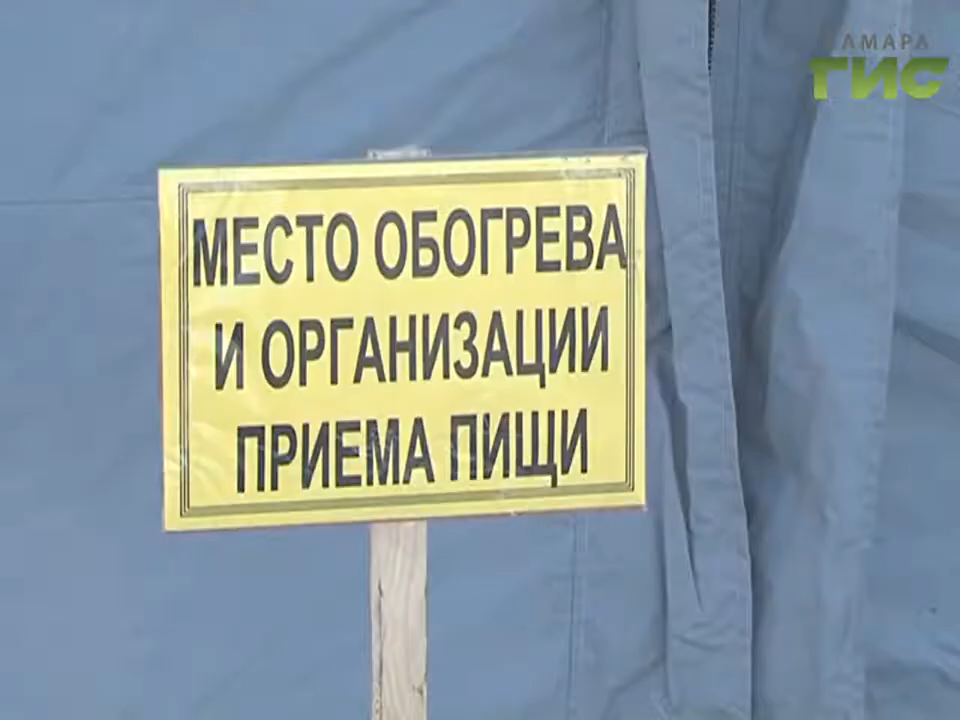 САМАРА
ГИС
МЕСТО ОБОГРЕВА
И ОРГАНИЗАЦИИ
ПРИЕМА ПИЩИ